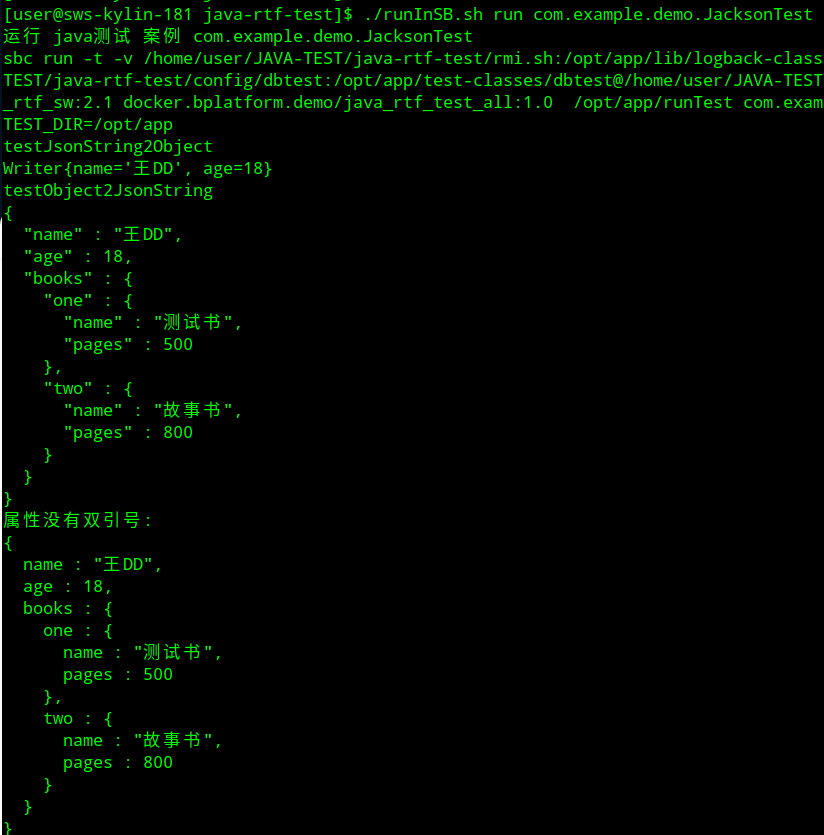 [user@sws-kylin-181 java-rtf-test]$ ./runInSB.sh run com.example.demo.JacksonTest
运行 java测试 案例 com.example.demo.JacksonTest
sbc run -t -v /home/user/JAVA-TEST/java-rtf-test/rmi.sh:/opt/app/lib/logback-class
TEST/java-rtf-test/config/dbtest:/opt/app/test-classes/dbtest@/home/user/JAVA-TEST
_rtf_sw:2.1 docker.bplatform.demo/java_rtf_test_all:1.0  /opt/app/runTest com.exam
TEST_DIR=/opt/app
testJsonString2Object
Writer{name='王DD', age=18}
testObject2JsonString
{
  "name" : "王DD",
  "age" : 18,
  "books" : {
    "one" : {
      "name" : "测试书",
      "pages" : 500
    },
    "two" : {
      "name" : "故事书",
      "pages" : 800
    }
  }
}
属性没有双引号:
{
  name : "王DD",
  age : 18,
  books : {
    one : {
      name : "测试书",
      pages : 500
    },
    two : {
      name : "故事书",
      pages : 800
    }
  }
}